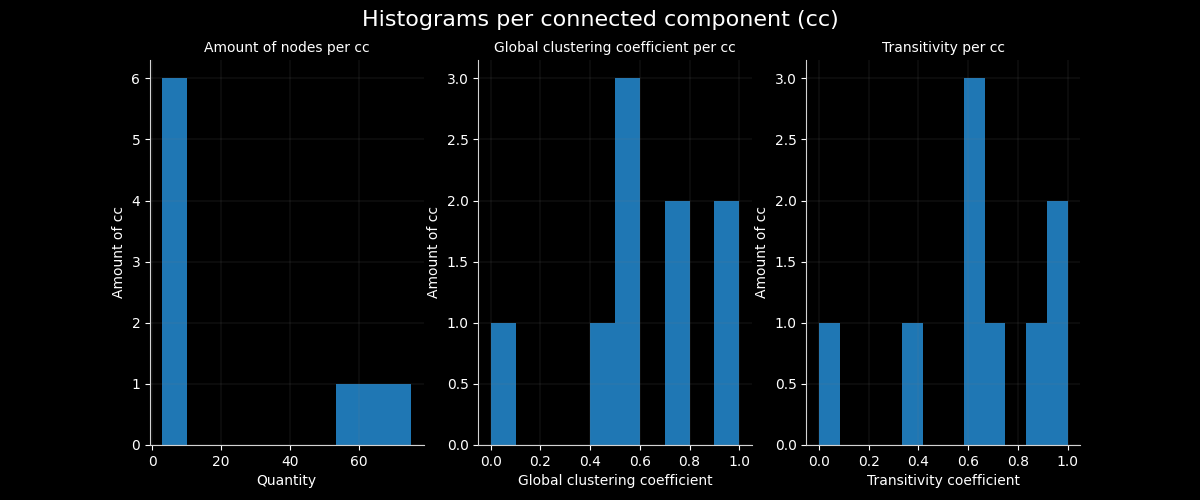 Histograms per connected component (cc)
Amount of nodes per cc
Amount of cc
6
5
4
3
2
1
0
0 20 40 60
Quantity
Global clustering coefficient per cc
Amount of cc
3.0
2.5
2.0
1.5
1.0
0.5
0.0
0.0 0.2 0.4 0.6 0.8 1.0
Global clustering coefficient
Transitivity per cc
Amount of cc
3.0
2.5
2.0
1.5
1.0
0.5
0.0
0.0 0.2 0.4 0.6 0.8 1.0
Transitivity coefficient